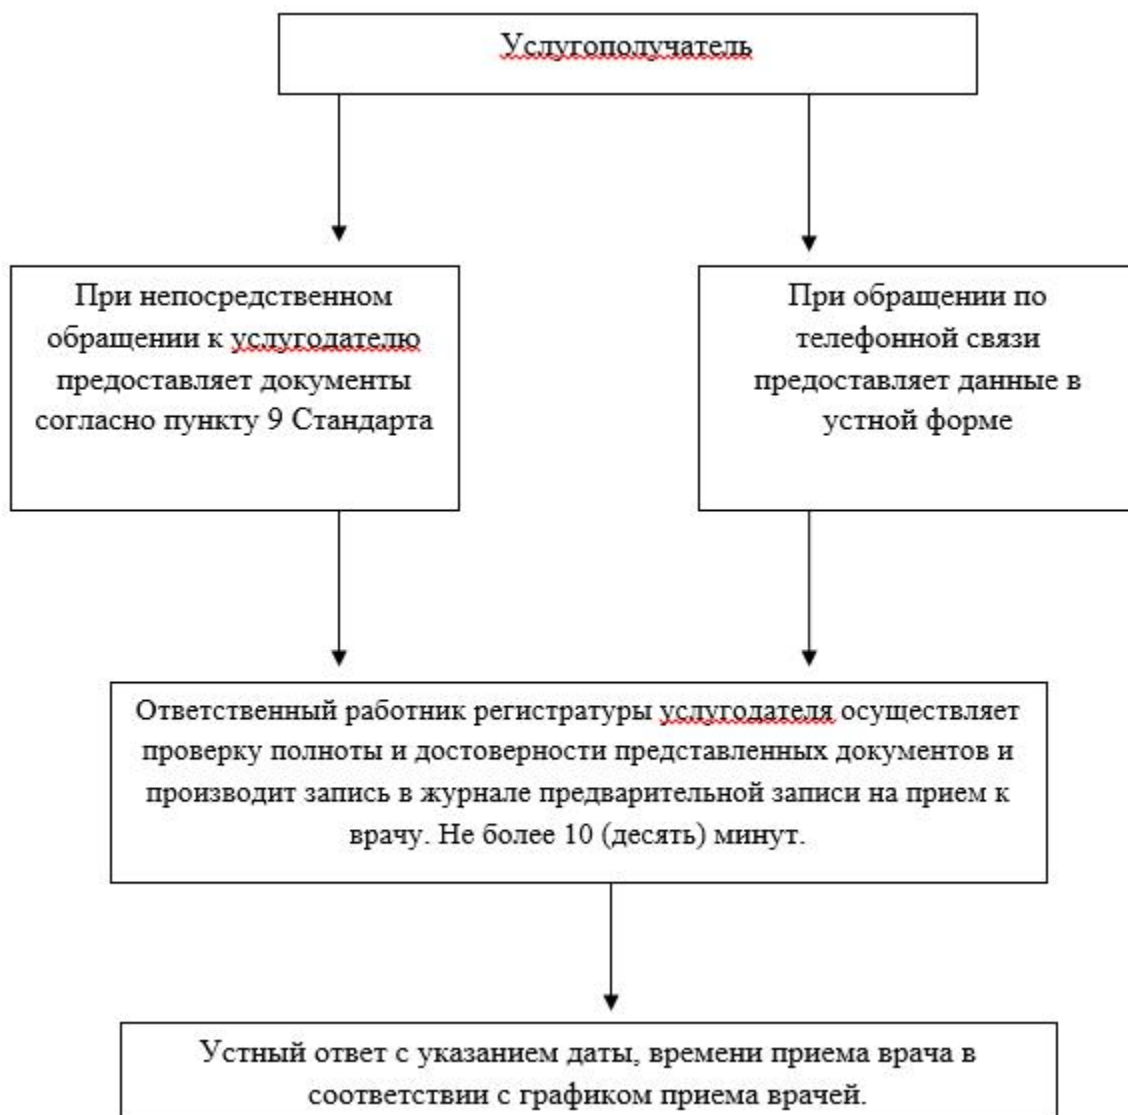 Услугополучатель
При непосредственном
обращении к услугодателю
предоставляет документы
согласно пункту 9 Стандарта
При обращении по
телефонной связи
предоставляет данные в
устной форме
Ответственный работник регистратуры услугодателя осуществляет
проверку полноты и достоверности представленных документов и
производит запись в журнале предварительной записи на прием к
врачу. Не более 10 (десять) минут.
Устный ответ с указанием даты, времени приема врача в
соответствии с графиком приема врачей.